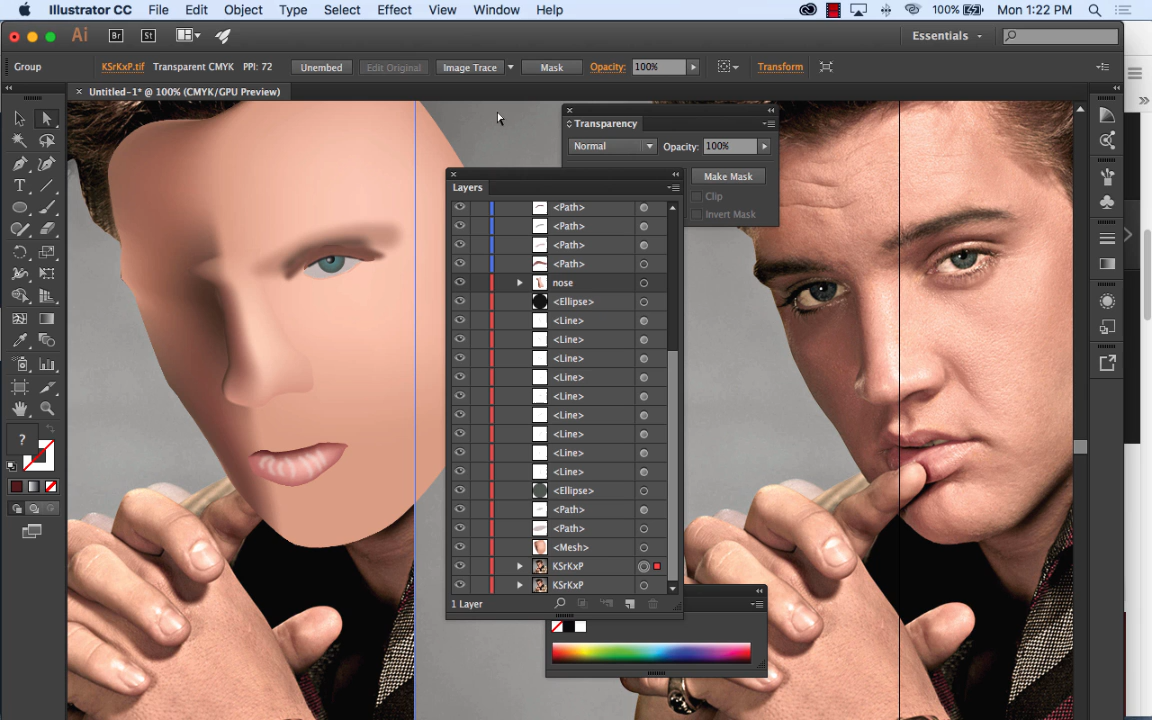 Illustrator CC File Edit Object Type Select Effect View Window Help 100% Mon 1:22 PM
Ai Br St Essentials
Group KSrKxP.tif Transparent CMYK PPI: 72 Unembed Edit Original Image Trace Mask Opacity: 100% Transform
× Untitled-1* @ 100% (CMYK/GPU Preview)
Transparency
Normal Opacity: 100%
Make Mask
Clip
Invert Mask
Layers
<Path>
<Path>
<Path>
<Path>
nose
<Ellipse>
<Line>
<Line>
<Line>
<Line>
<Line>
<Line>
<Line>
<Line>
<Line>
<Ellipse>
<Path>
<Path>
<Mesh>
KSrKxP
KSrKxP
1 Layer
T
?